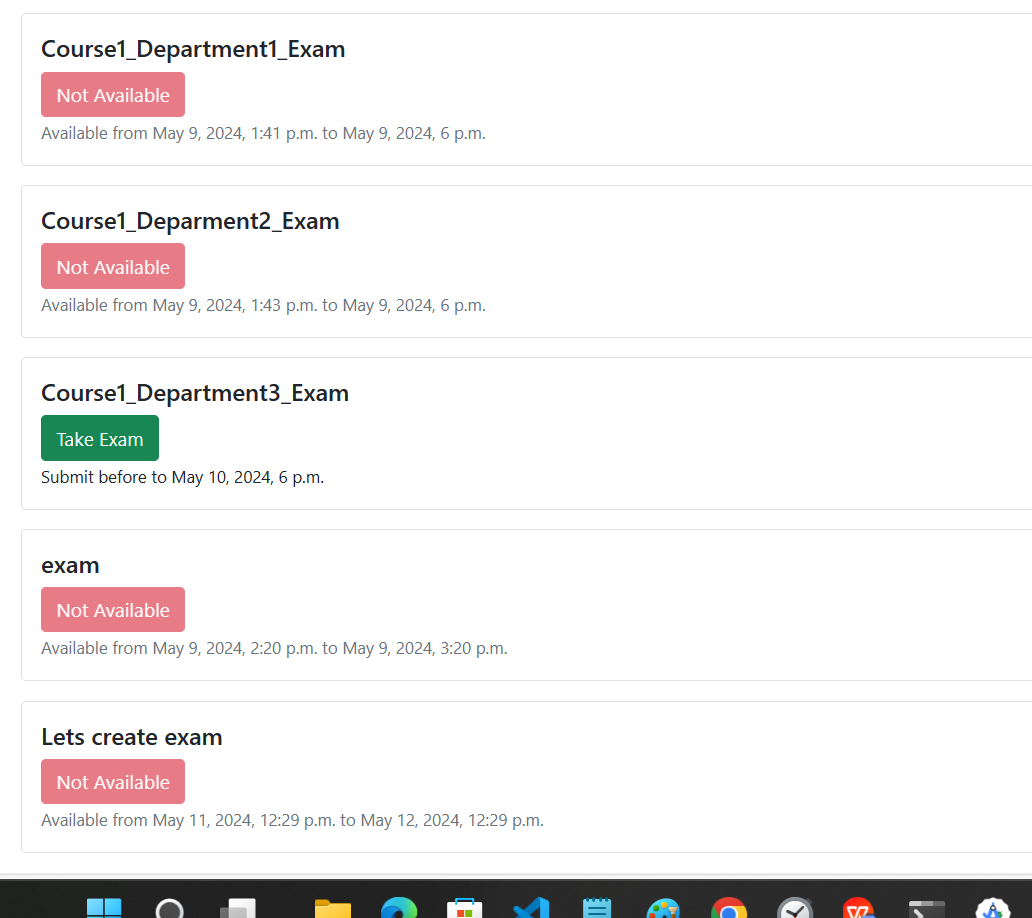 Course1_Department1_Exam
Not Available
Available from May 9, 2024, 1:41 p.m. to May 9, 2024, 6 p.m.
Course1_Deparment2_Exam
Not Available
Available from May 9, 2024, 1:43 p.m. to May 9, 2024, 6 p.m.
Course1_Department3_Exam
Take Exam
Submit before to May 10, 2024, 6 p.m.
exam
Not Available
Available from May 9, 2024, 2:20 p.m. to May 9, 2024, 3:20 p.m.
Lets create exam
Not Available
Available from May 11, 2024, 12:29 p.m. to May 12, 2024, 12:29 p.m.